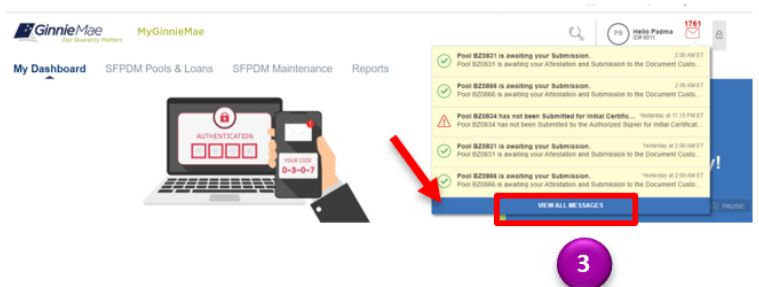 GinnieMae
Our Guaranty Matters
MyGinnieMae
PS
Hello Padma
1761
My Dashboard
SFPDM Pools & Loans
SFPDM Maintenance
Reports
Pool BZ0831 is awaiting your Submission. 2:00 AM ET
Pool BZ0831 is awaiting your Attestation and Submission to the Document Custo...
Pool BZ0866 is awaiting your Submission. 2:00 AM ET
Pool BZ0866 is awaiting your Attestation and Submission to the Document Custo...
Pool BZ0834 has not been Submitted for Initial Certific... Yesterday at 11:15 PM ET
Pool BZ0834 has not been Submitted by the Authorized Signer for Initial Certificat...
Pool BZ0831 is awaiting your Submission. Yesterday at 2:00 AM ET
Pool BZ0831 is awaiting your Attestation and Submission to the Document Custo...
Pool BZ0866 is awaiting your Submission. Yesterday at 2:00 AM ET
Pool BZ0866 is awaiting your Attestation and Submission to the Document Custo...
VIEW ALL MESSAGES
y!
PAUSE
AUTHENTICATION
YOUR CODE
0-3-0-7
3